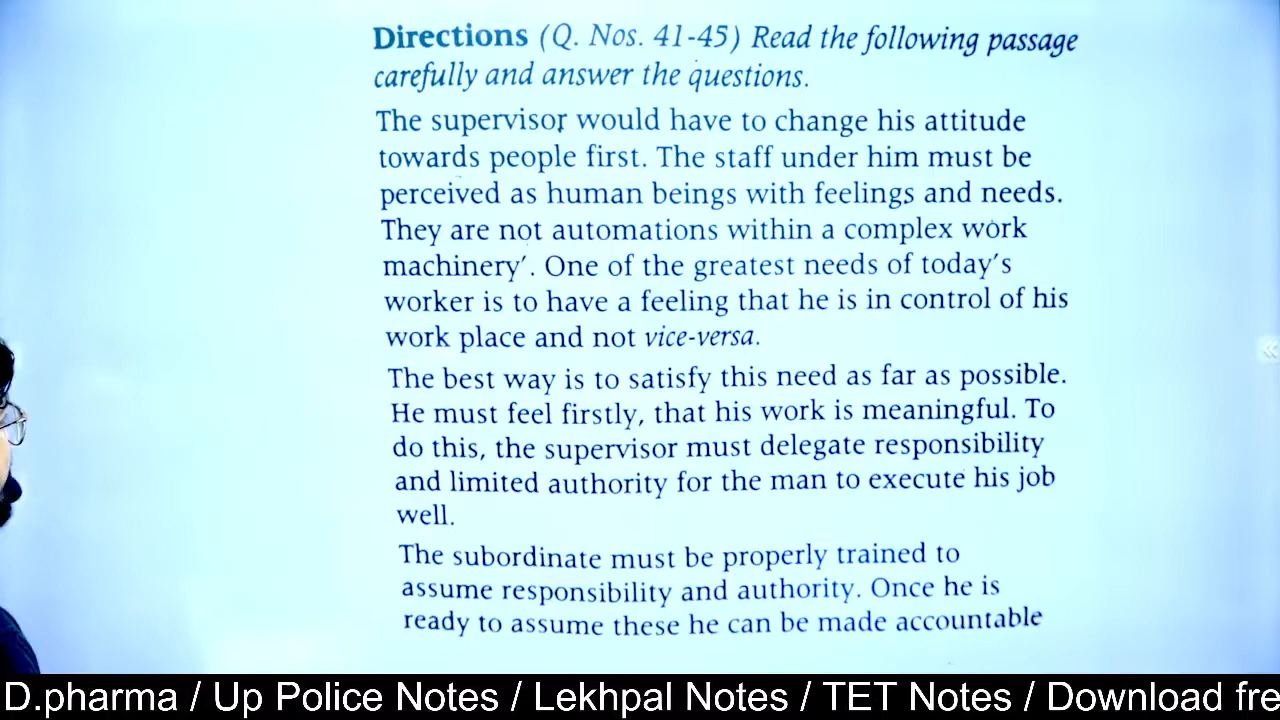 Directions (Q. Nos. 41-45) Read the following passage
carefully and answer the questions.
The supervisor would have to change his attitude
towards people first. The staff under him must be
perceived as human beings with feelings and needs.
They are not automations within a complex work
machinery’. One of the greatest needs of today’s
worker is to have a feeling that he is in control of his
work place and not vice-versa.
The best way is to satisfy this need as far as possible.
He must feel firstly, that his work is meaningful. To
do this, the supervisor must delegate responsibility
and limited authority for the man to execute his job
well.
The subordinate must be properly trained to
assume responsibility and authority. Once he is
ready to assume these he can be made accountable
D.pharma / Up Police Notes / Lekhpal Notes / TET Notes / Download fre